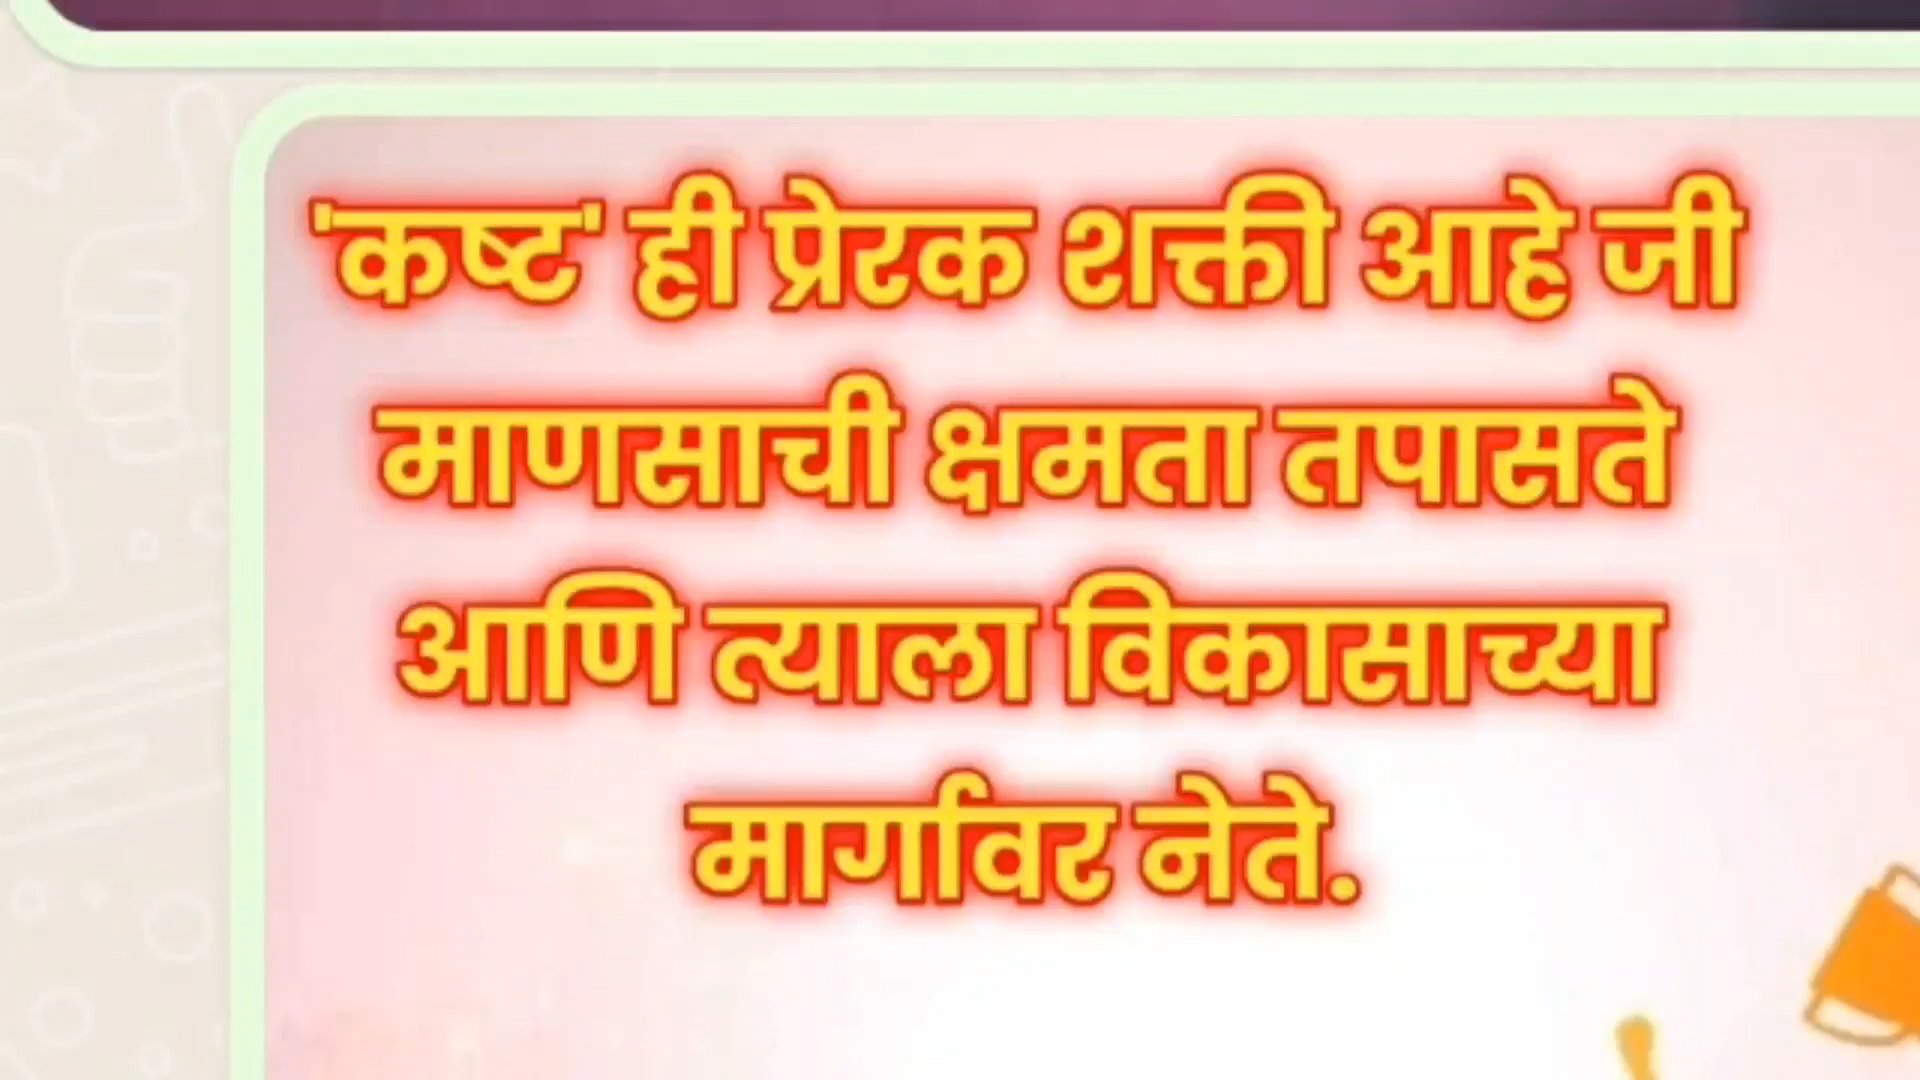 'कष्ट' ही प्रेरक शक्ती आहे जी
माणसाची क्षमता तपासते
आणि त्याला विकासाच्या
मार्गावर नेते.